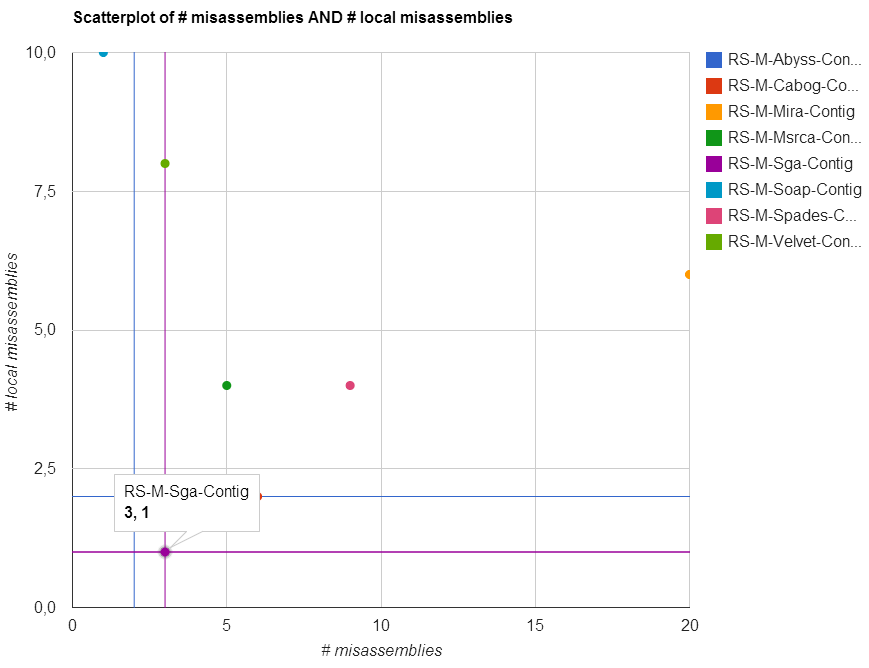 Scatterplot of # misassemblies AND # local misassemblies
10,0
7,5
5,0
2,5
0,0
# local misassemblies
0
5
10
15
20
# misassemblies
RS-M-Sga-Contig
3, 1
RS-M-Abyss-Con...
RS-M-Cabog-Co...
RS-M-Mira-Contig
RS-M-Msrca-Con...
RS-M-Sga-Contig
RS-M-Soap-Contig
RS-M-Spades-C...
RS-M-Velvet-Con...